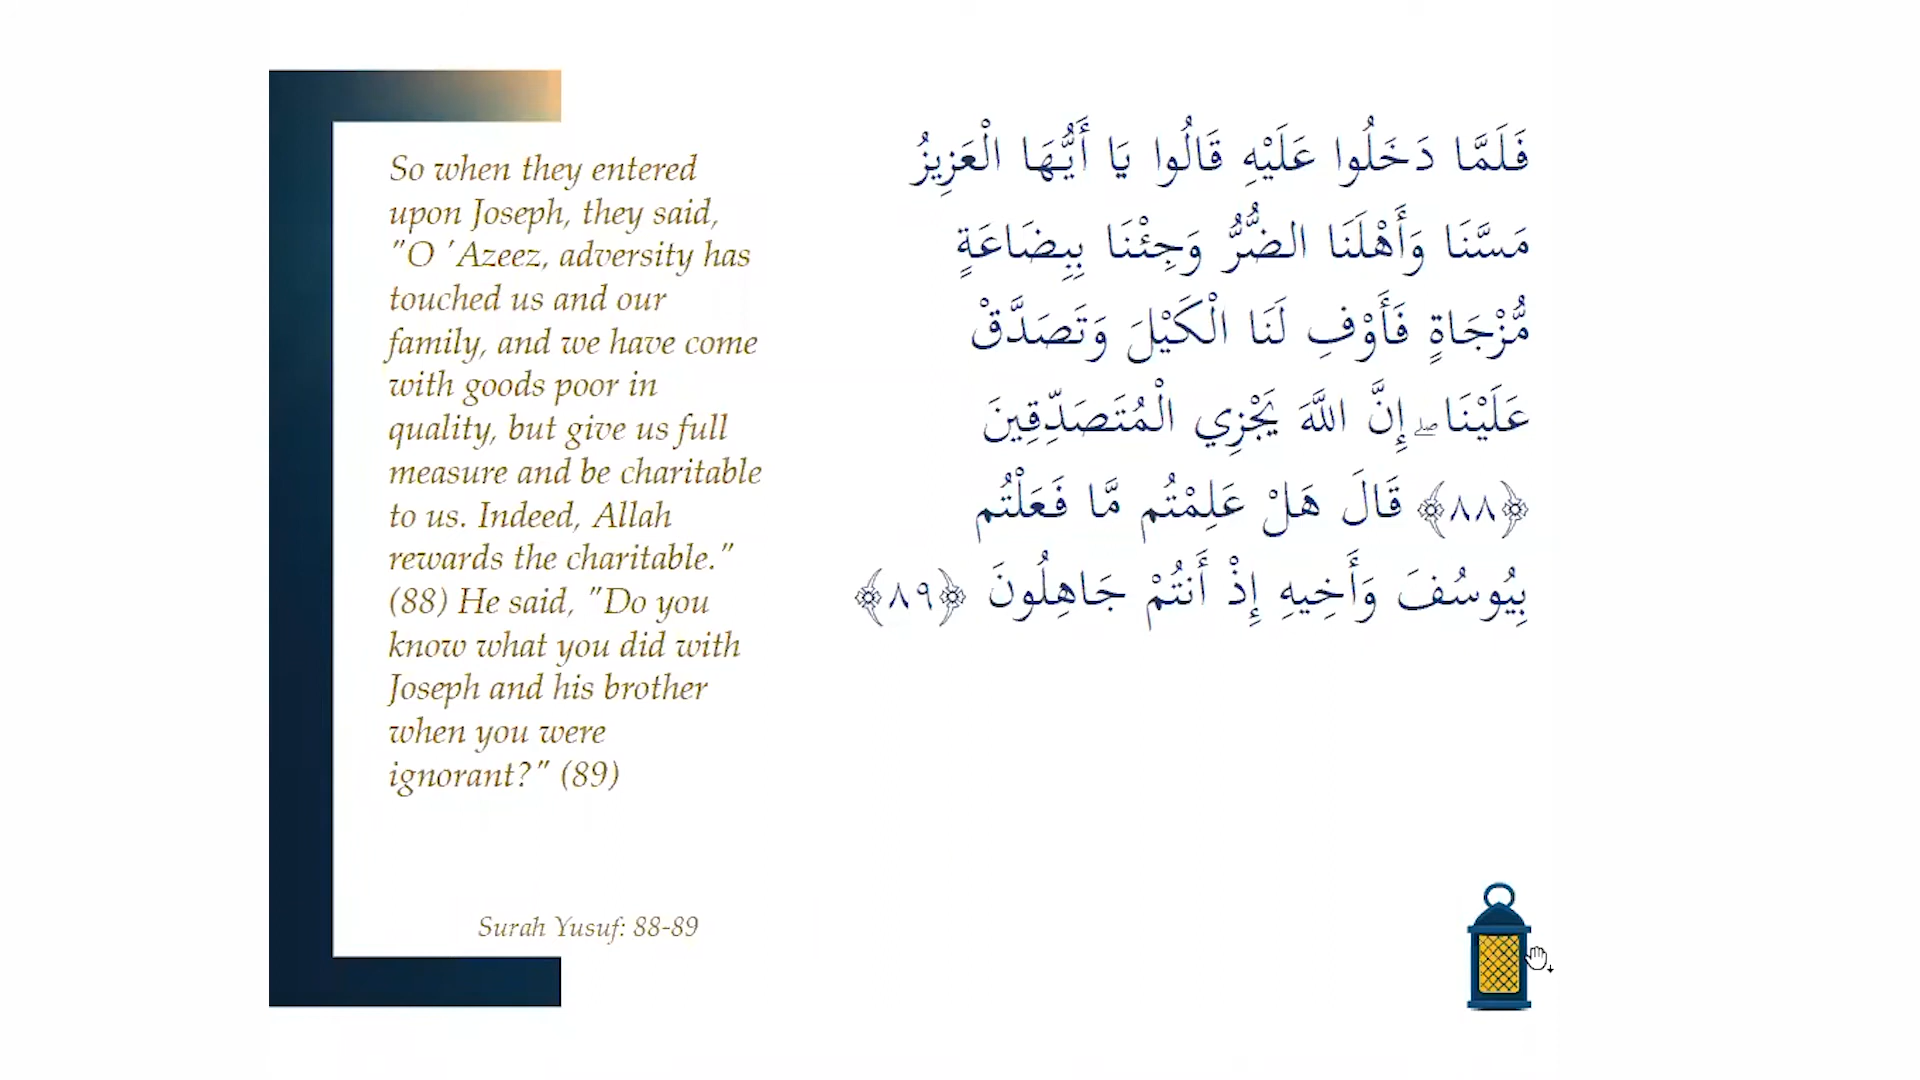 So when they entered
upon Joseph, they said,
"O 'Azeez, adversity has
touched us and our
family, and we have come
with goods poor in
quality, but give us full
measure and be charitable
to us. Indeed, Allah
rewards the charitable."
(88) He said, "Do you
know what you did with
Joseph and his brother
when you were
ignorant?" (89)
Surah Yusuf: 88-89
فَلَمَّا دَخَلُوا عَلَيْهِ قَالُوا يَا أَيُّهَا الْعَزِيزُ
مَسَّنَا وَأَهْلَنَا الضُّرُّ وَجِئْنَا بِبِضَاعَةٍ
مُّزْجَاةٍ فَأَوْفِ لَنَا الْكَيْلَ وَتَصَدَّقْ
عَلَيْنَا ۖ إِنَّ اللَّهَ يَجْزِي الْمُتَصَدِّقِينَ
﴿٨٨﴾ قَالَ هَلْ عَلِمْتُم مَّا فَعَلْتُم
بِيُوسُفَ وَأَخِيهِ إِذْ أَنتُمْ جَاهِلُونَ ﴿٨٩﴾